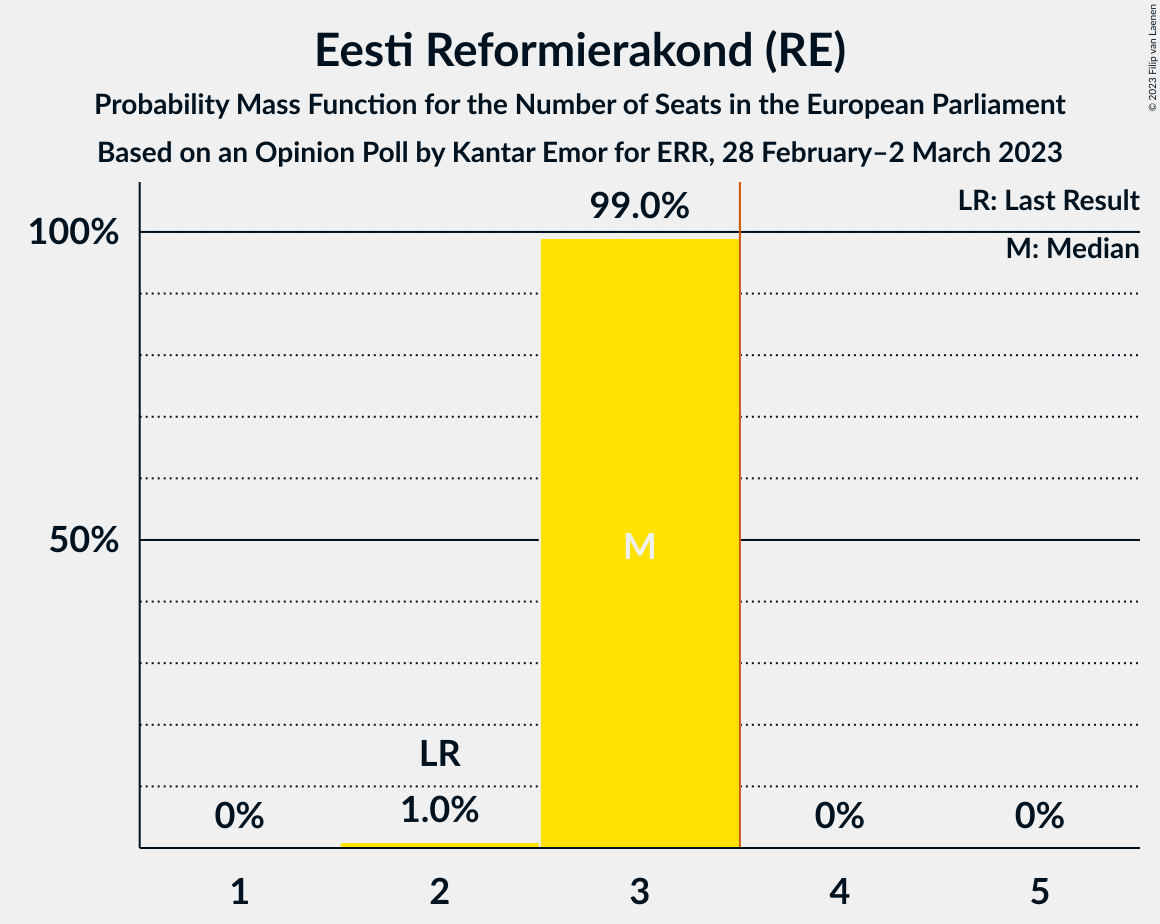 Eesti Reformierakond (RE)
Probability Mass Function for the Number of Seats in the European Parliament
Based on an Opinion Poll by Kantar Emor for ERR, 28 February–2 March 2023
© 2023 Filip van Laenen
LR: Last Result
M: Median
99.0%
100%
50%
M
LR
0%
1.0%
0%
0%
1
2
3
4
5